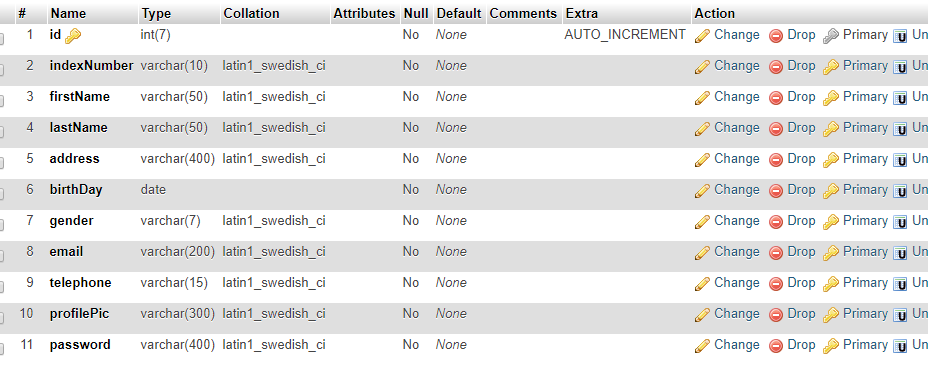 # Name Type Collation Attributes Null Default Comments Extra Action
1 id int(7) No None AUTO_INCREMENT Change Drop Primary Un
2 indexNumber varchar(10) latin1_swedish_ci No None Change Drop Primary Un
3 firstName varchar(50) latin1_swedish_ci No None Change Drop Primary Un
4 lastName varchar(50) latin1_swedish_ci No None Change Drop Primary Un
5 address varchar(400) latin1_swedish_ci No None Change Drop Primary Un
6 birthDay date No None Change Drop Primary Un
7 gender varchar(7) latin1_swedish_ci No None Change Drop Primary Un
8 email varchar(200) latin1_swedish_ci No None Change Drop Primary Un
9 telephone varchar(15) latin1_swedish_ci No None Change Drop Primary Un
10 profilePic varchar(300) latin1_swedish_ci No None Change Drop Primary Un
11 password varchar(400) latin1_swedish_ci No None Change Drop Primary Un